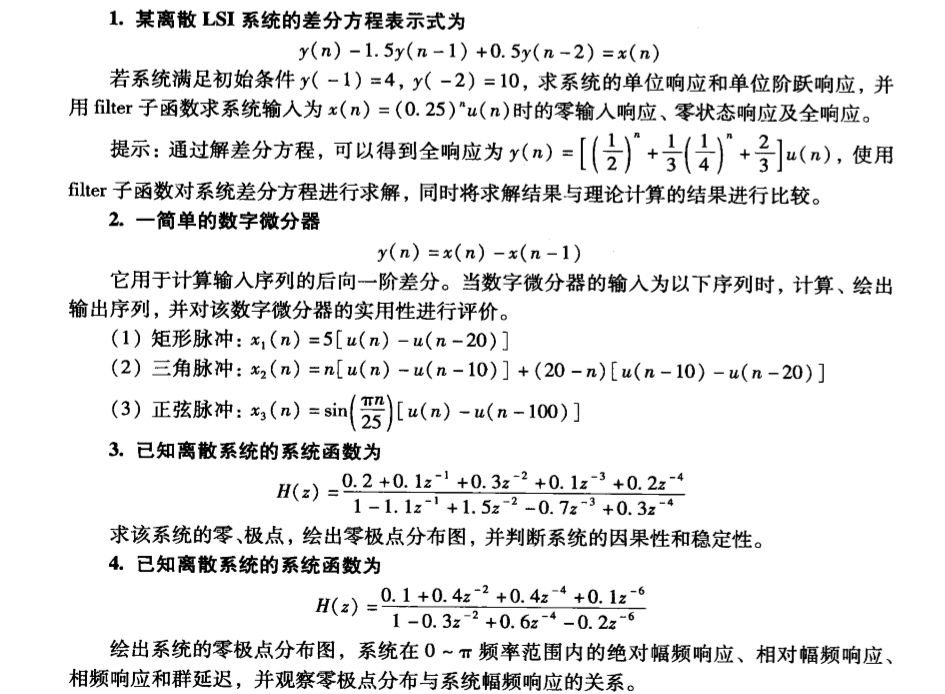 1. 某离散 LSI 系统的差分方程表示式为
y(n) -1.5y(n-1) +0.5y(n-2) =x(n)
若系统满足初始条件 y( -1) =4, y( -2) =10, 求系统的单位响应和单位阶跃响应, 并
用 filter 子函数求系统输入为 x(n) = (0.25)ⁿu(n)时的零输入响应、零状态响应及全响应。
提示: 通过解差分方程, 可以得到全响应为 y(n) = [(1/2)ⁿ + 1/3(1/4)ⁿ + 2/3]u(n), 使用
filter 子函数对系统差分方程进行求解, 同时将求解结果与理论计算的结果进行比较。
2. 一简单的数字微分器
y(n) =x(n) -x(n-1)
它用于计算输入序列的后向一阶差分。当数字微分器的输入为以下序列时, 计算、绘出
输出序列, 并对该数字微分器的实用性进行评价。
(1) 矩形脉冲: x₁(n) =5[u(n) -u(n-20)]
(2) 三角脉冲: x₂(n) =n[u(n) -u(n-10)] +(20-n)[u(n-10) -u(n-20)]
(3) 正弦脉冲: x₃(n) =sin(πn/25)[u(n) -u(n-100)]
3. 已知离散系统的系统函数为
H(z) = (0.2+0.1z⁻¹+0.3z⁻²+0.1z⁻³+0.2z⁻⁴)/(1-1.1z⁻¹+1.5z⁻²-0.7z⁻³+0.3z⁻⁴)
求该系统的零、极点, 绘出零极点分布图, 并判断系统的因果性和稳定性。
4. 已知离散系统的系统函数为
H(z) = (0.1+0.4z⁻²+0.4z⁻⁴+0.1z⁻⁶)/(1-0.3z⁻²+0.6z⁻⁴-0.2z⁻⁶)
绘出系统的零极点分布图, 系统在 0 ~ π 频率范围内的绝对幅频响应、相对幅频响应、
相频响应和群延迟, 并观察零极点分布与系统幅频响应的关系。